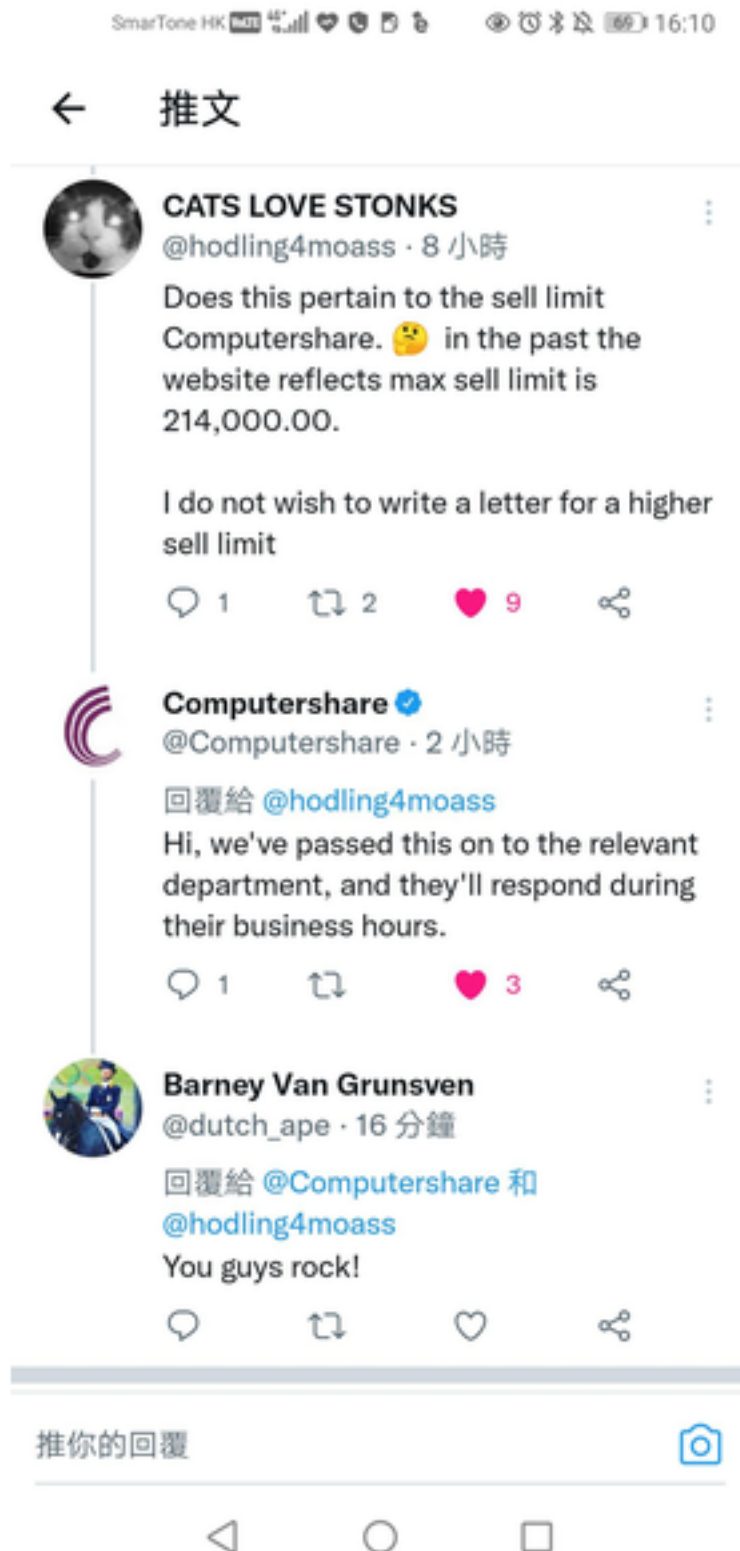 SmarTone HK 69 16:10
推文
CATS LOVE STONKS
@hodling4moass · 8 小時
Does this pertain to the sell limit
Computershare. 🤔 in the past the
website reflects max sell limit is
214,000.00.
I do not wish to write a letter for a higher
sell limit
1 2 9
Computershare
@Computershare · 2 小時
回覆給 @hodling4moass
Hi, we've passed this on to the relevant
department, and they'll respond during
their business hours.
1 3
Barney Van Grunsven
@dutch_ape · 16 分鐘
回覆給 @Computershare 和
@hodling4moass
You guys rock!
推你的回覆